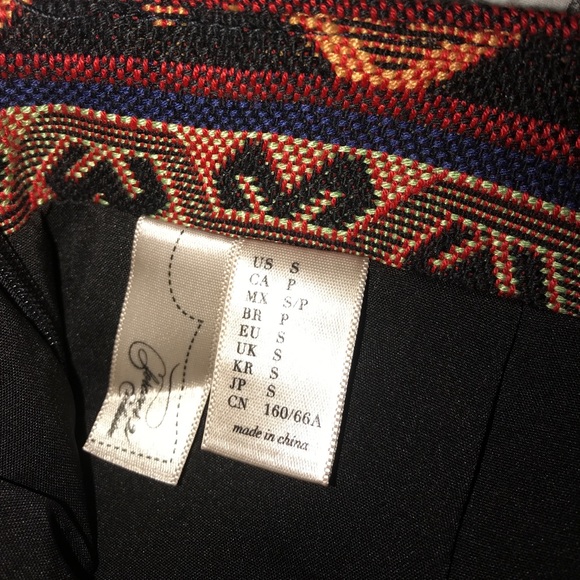 US S
CA P
MX S/P
BR P
EU S
UK S
KR S
JP S
CN 160/66A
made in china